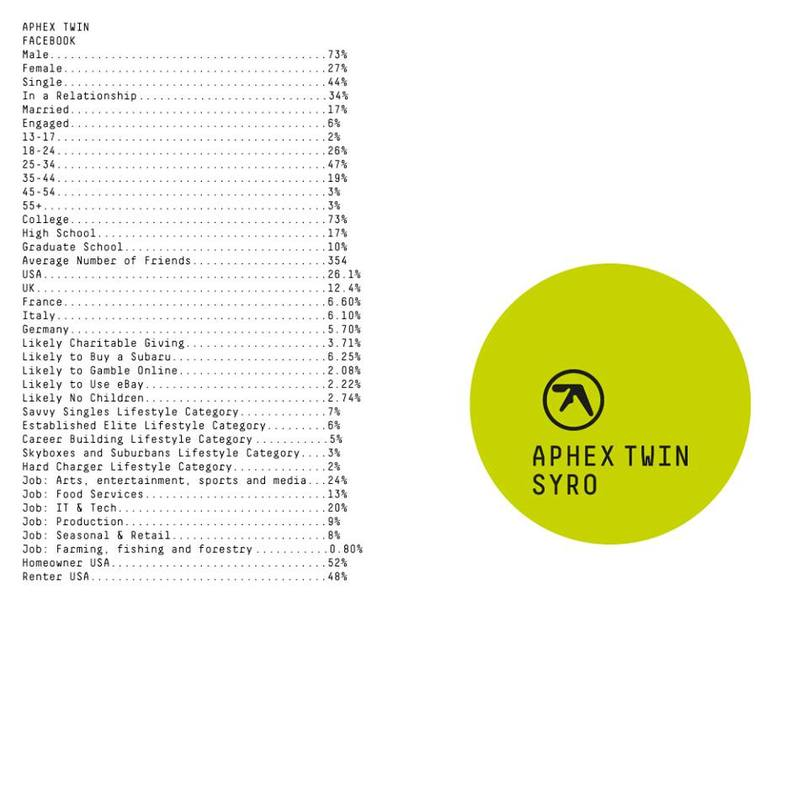 APHEX TWIN
FACEBOOK
Male........................................73%
Female......................................27%
Single......................................44%
In a Relationship...........................34%
Married.....................................17%
Engaged.....................................6%
13-17.......................................2%
18-24.......................................26%
25-34.......................................47%
35-44.......................................19%
45-54.......................................3%
55+.........................................3%
College.....................................73%
High School.................................17%
Graduate School.............................10%
Average Number of Friends...................354
USA.........................................26.1%
UK..........................................12.4%
France......................................6.60%
Italy.......................................6.10%
Germany.....................................5.70%
Likely Charitable Giving....................3.71%
Likely to Buy a Subaru......................6.25%
Likely to Gamble Online.....................2.08%
Likely to Use eBay..........................2.22%
Likely No Children..........................2.74%
Savvy Singles Lifestyle Category............7%
Established Elite Lifestyle Category........6%
Career Building Lifestyle Category..........5%
Skyboxes and Suburbans Lifestyle Category...3%
Hard Charger Lifestyle Category.............2%
Job: Arts, entertainment, sports and media..24%
Job: Food Services..........................13%
Job: IT & Tech..............................20%
Job: Production.............................9%
Job: Seasonal & Retail......................8%
Job: Farming, fishing and forestry..........0.80%
Homeowner USA...............................52%
Renter USA..................................48%
APHEX TWIN
SYRO